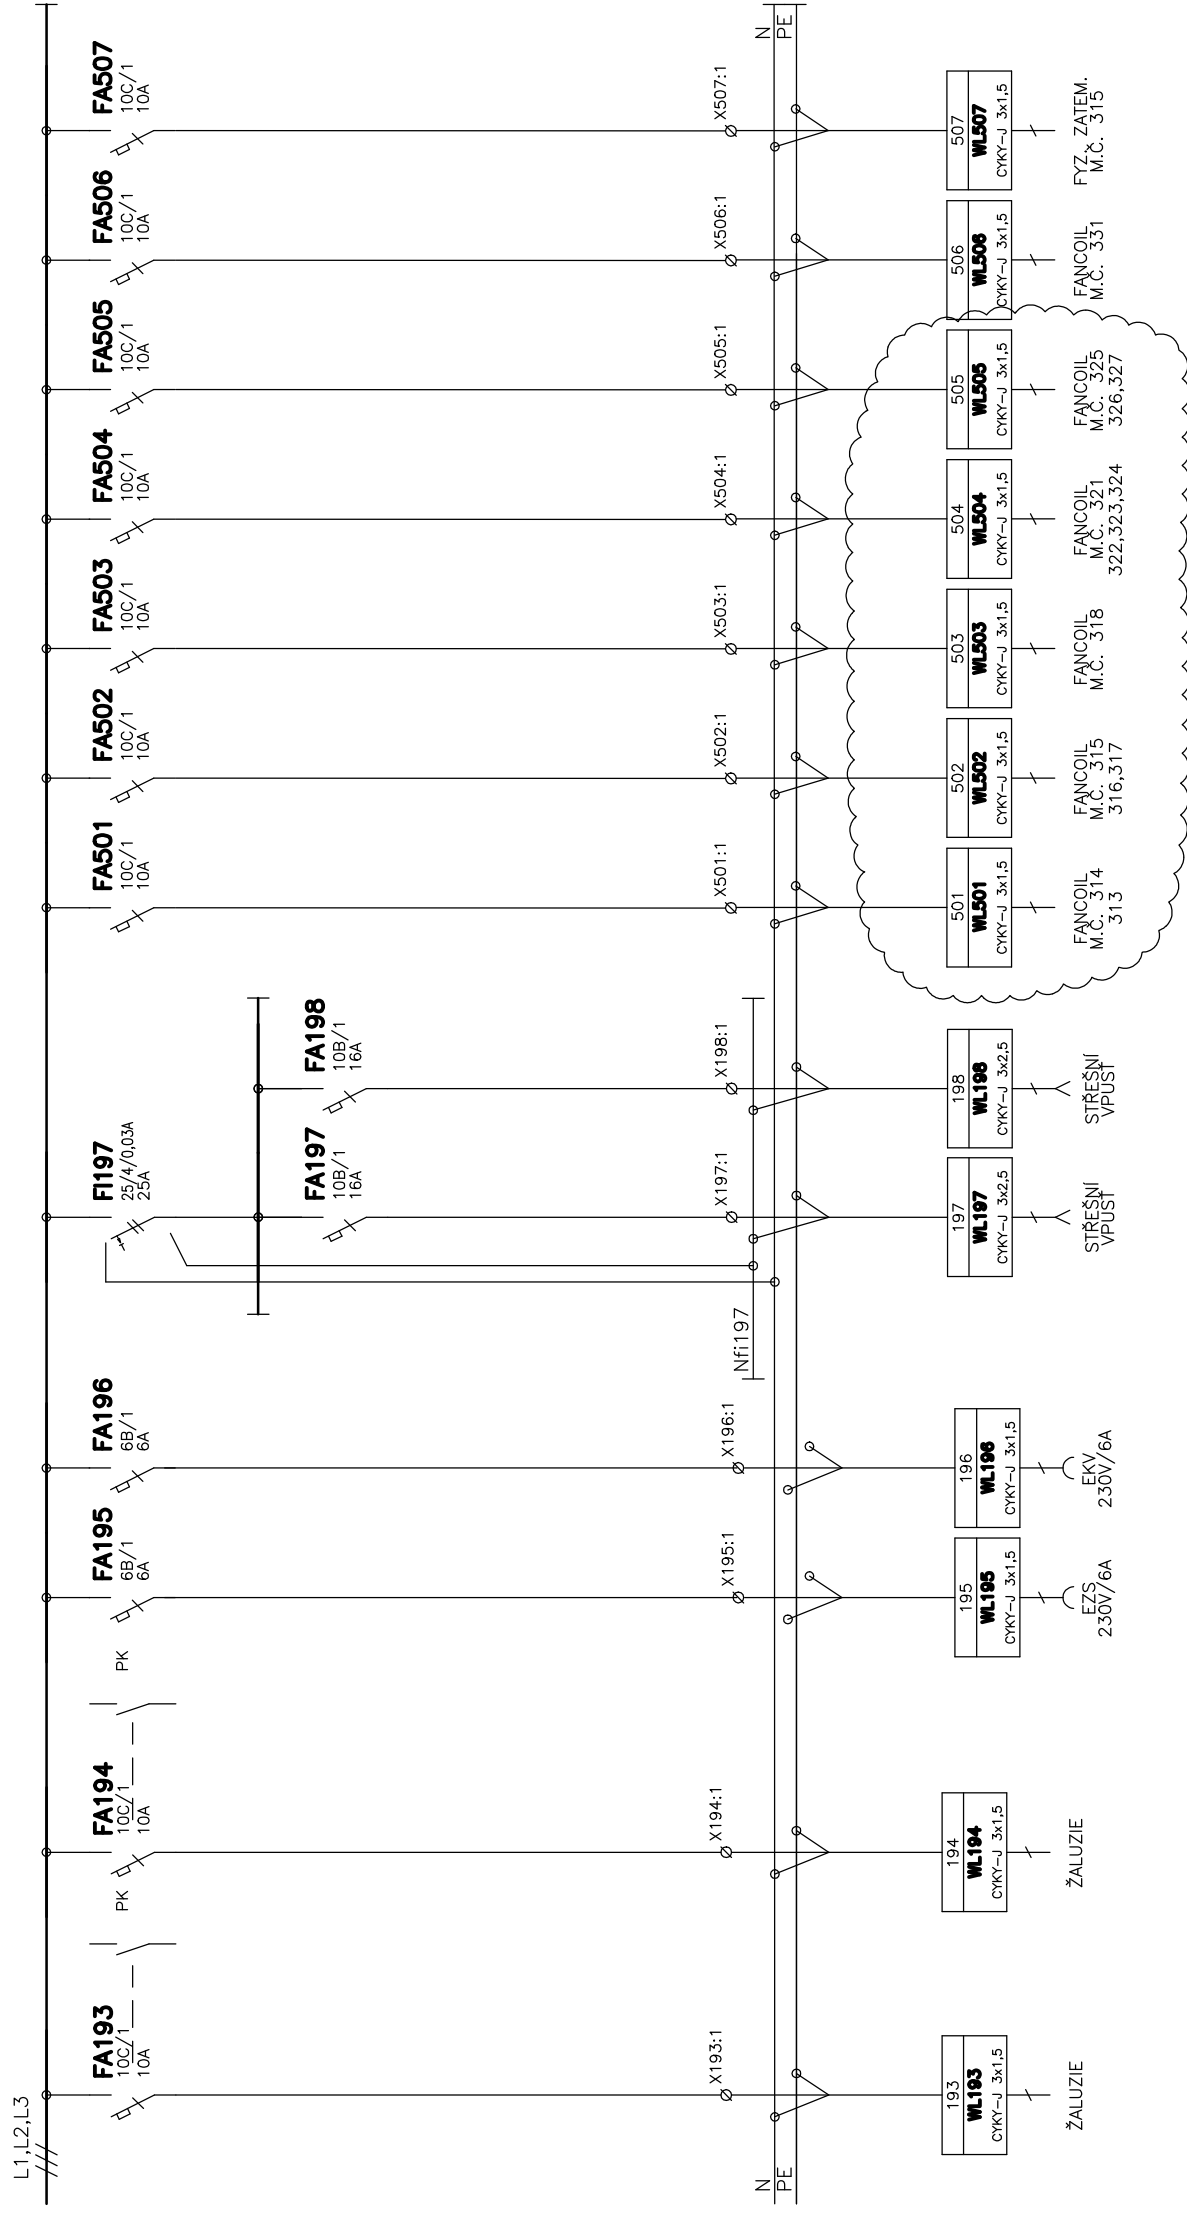 L1,L2,L3
FA193
10C/1
10A
PK
FA194
10C/1
10A
PK
FA195
6B/1
6A
FA196
6B/1
6A
FI197
25/4/0,03A
25A
FA197
10B/1
16A
FA198
10B/1
16A
FA501
10C/1
10A
FA502
10C/1
10A
FA503
10C/1
10A
FA504
10C/1
10A
FA505
10C/1
10A
FA506
10C/1
10A
FA507
10C/1
10A
X193:1
X194:1
X195:1
X196:1
Nfi197
X197:1
X198:1
X501:1
X502:1
X503:1
X504:1
X505:1
X506:1
X507:1
N
PE
N
PE
193
WL193
CYKY-J 3x1,5
ŽALUZIE
194
WL194
CYKY-J 3x1,5
ŽALUZIE
195
WL195
CYKY-J 3x1,5
EZS
230V/6A
196
WL196
CYKY-J 3x1,5
EKV
230V/6A
197
WL197
CYKY-J 3x2,5
STŘEŠNÍ
VPUSŤ
198
WL198
CYKY-J 3x2,5
STŘEŠNÍ
VPUSŤ
501
WL501
CYKY-J 3x1,5
FANCOIL
M.Č. 314
313
502
WL502
CYKY-J 3x1,5
FANCOIL
M.Č. 315
316,317
503
WL503
CYKY-J 3x1,5
FANCOIL
M.Č. 318
504
WL504
CYKY-J 3x1,5
FANCOIL
M.Č. 321
322,323,324
505
WL505
CYKY-J 3x1,5
FANCOIL
M.Č. 325
326,327
506
WL506
CYKY-J 3x1,5
FANCOIL
M.Č. 331
507
WL507
CYKY-J 3x1,5
FYZ. ZATEM.
M.Č. 315